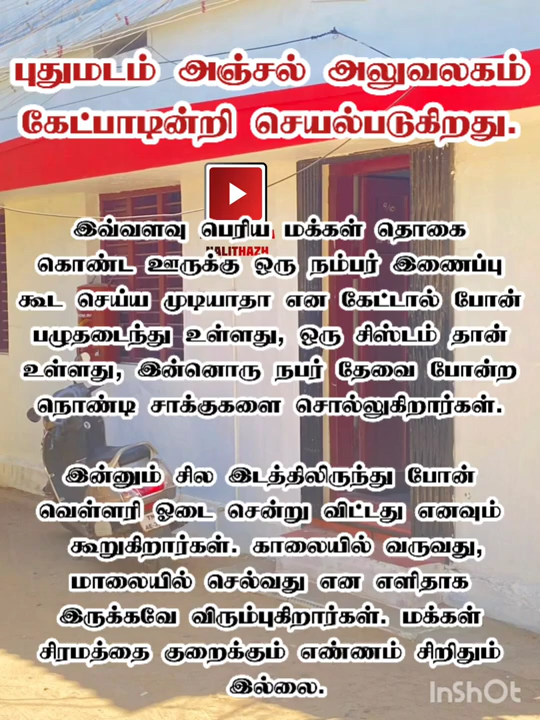 புதுமடம் அஞ்சல் அலுவலகம்
கேட்பாடின்றி செயல்படுகிறது.
NALITHAZH
இவ்வளவு பெரிய மக்கள் தொகை
கொண்ட ஊருக்கு ஒரு நம்பர் இணைப்பு
கூட செய்ய முடியாதா என கேட்டால் போன்
பழுதடைந்து உள்ளது, ஒரு சிஸ்டம் தான்
உள்ளது, இன்னொரு நபர் தேவை போன்ற
நொண்டி சாக்குகளை சொல்லுகிறார்கள்.
இன்னும் சில இடத்திலிருந்து போன்
வெள்ளரி ஓடை சென்று விட்டது எனவும்
கூறுகிறார்கள். காலையில் வருவது,
மாலையில் செல்வது என எளிதாக
இருக்கவே விரும்புகிறார்கள். மக்கள்
சிரமத்தை குறைக்கும் எண்ணம் சிறிதும்
இல்லை.
InShOt